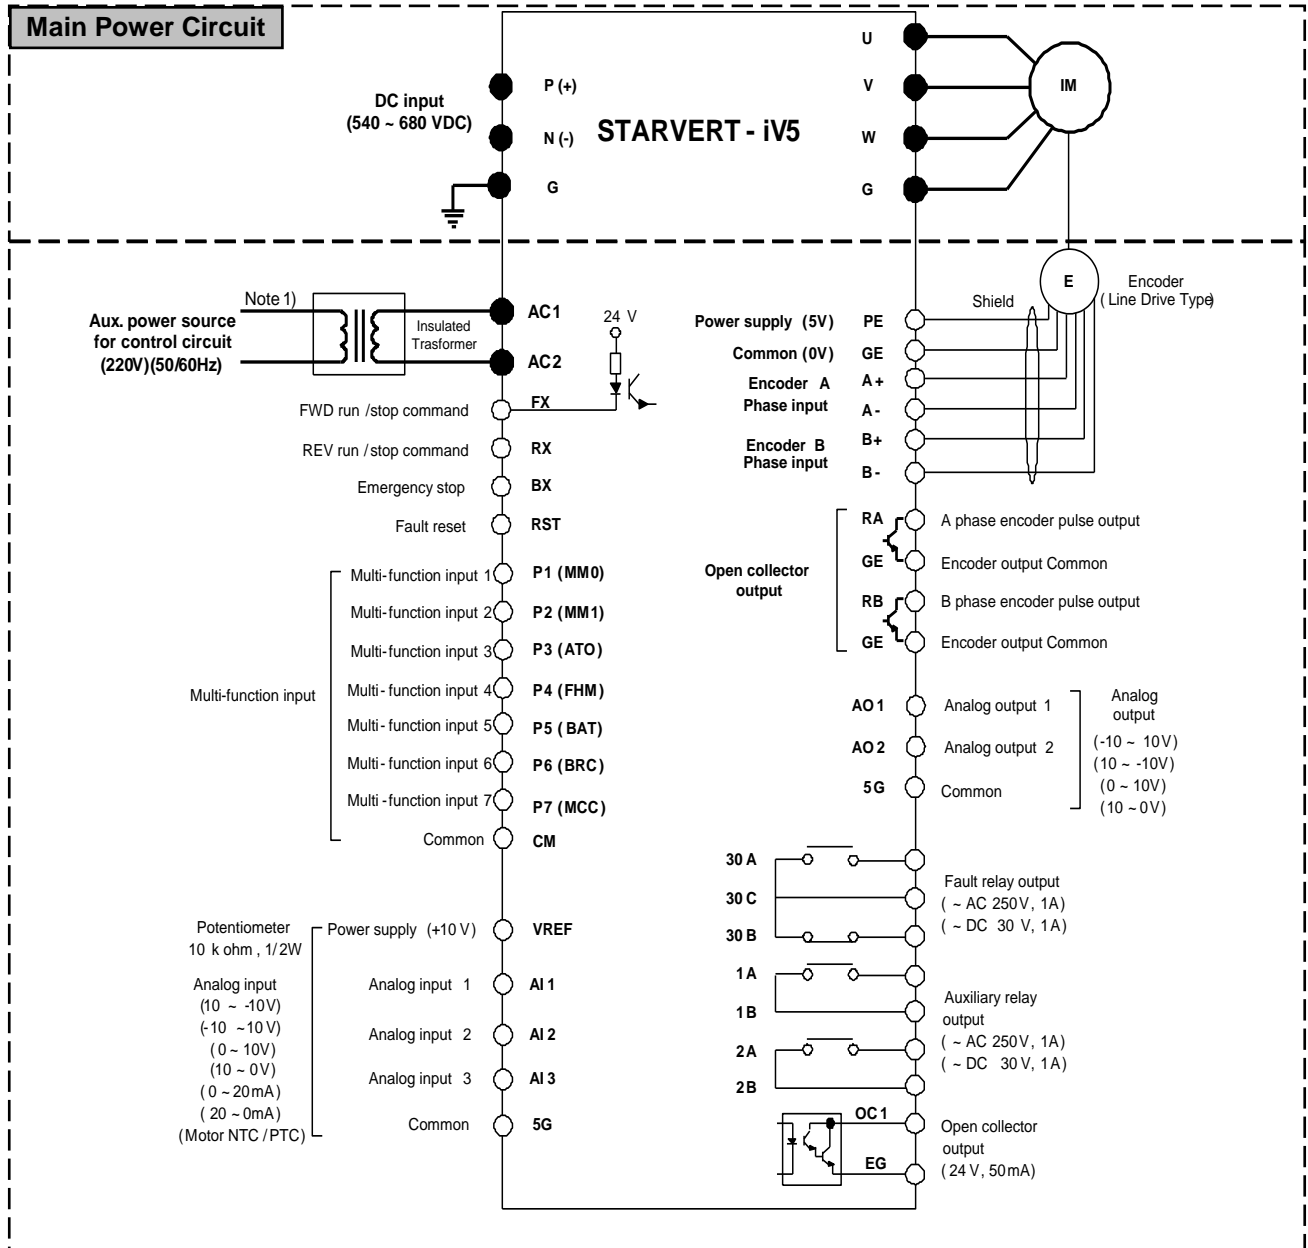 Main Power Circuit
DC input
(540 ~ 680 VDC)
P (+)
N (-)
G
STARVERT - iV5
U
V
W
G
IM
Note 1)
Aux. power source
for control circuit
(220V)(50/60Hz)
Insulated
Trasformer
AC1
AC2
24 V
FWD run /stop command
FX
REV run /stop command
RX
Emergency stop
BX
Fault reset
RST
Multi-function input
Multi-function input 1
P1 (MM0)
Multi-function input 2
P2 (MM1)
Multi-function input 3
P3 (ATO)
Multi-function input 4
P4 (FHM)
Multi-function input 5
P5 (BAT)
Multi-function input 6
P6 (BRC)
Multi-function input 7
P7 (MCC)
Common
CM
Potentiometer
10 k ohm , 1/2W
Power supply (+10 V)
VREF
Analog input
(10 ~ -10V)
(-10 ~10 V)
( 0 ~ 10V)
(10 ~ 0V)
( 0 ~ 20mA)
( 20 ~ 0mA)
(Motor NTC /PTC)
Analog input 1
AI 1
Analog input 2
AI 2
Analog input 3
AI 3
Common
5G
E
Encoder
( Line Drive Type)
Shield
Power supply (5V)
PE
Common (0V)
GE
Encoder A
Phase input
A+
A-
Encoder B
Phase input
B+
B-
Open collector
output
RA
A phase encoder pulse output
GE
Encoder output Common
RB
B phase encoder pulse output
GE
Encoder output Common
AO 1
Analog output 1
AO 2
Analog output 2
5G
Common
Analog
output
(-10 ~ 10V)
(10 ~ -10V)
(0 ~ 10V)
(10 ~ 0V)
30 A
30 C
30 B
Fault relay output
( ~ AC 250V, 1A)
( ~ DC 30 V, 1A)
1 A
1 B
2 A
2 B
Auxiliary relay
output
( ~ AC 250V, 1A)
( ~ DC 30V, 1A)
OC 1
EG
Open collector
output
( 24 V, 50mA)